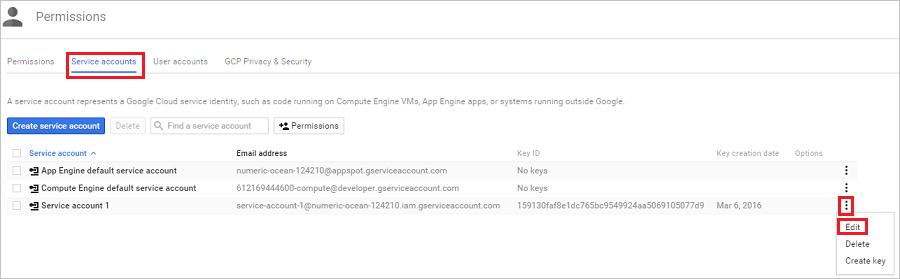 Permissions
Permissions Service accounts User accounts GCP Privacy & Security
A service account represents a Google Cloud service identity, such as code running on Compute Engine VMs, App Engine apps, or systems running outside Google.
Create service account Delete Find a service account Permissions
Service account Email address Key ID Key creation date Options
App Engine default service account numeric-ocean-124210@appspot.gserviceaccount.com No keys
Compute Engine default service account 612169444600-compute@developer.gserviceaccount.com No keys
Service account 1 service-account-1@numeric-ocean-124210.iam.gserviceaccount.com 159130faf8e1dc765bc9549924aa5069105077d9 Mar 6, 2016
Edit
Delete
Create key